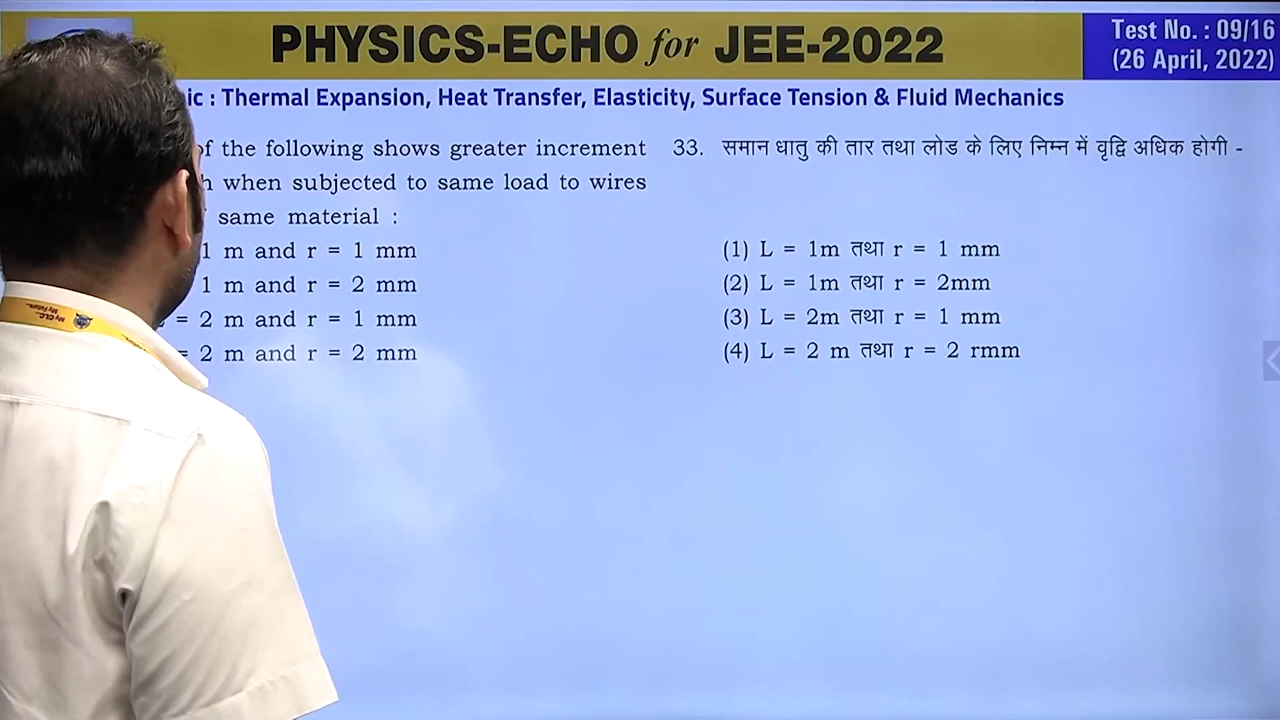 PHYSICS-ECHO for JEE-2022
Test No. : 09/16
(26 April, 2022)
: Thermal Expansion, Heat Transfer, Elasticity, Surface Tension & Fluid Mechanics
of the following shows greater increment
when subjected to same load to wires
same material :
1 m and r = 1 mm
1 m and r = 2 mm
= 2 m and r = 1 mm
= 2 m and r = 2 mm
33. समान धातु की तार तथा लोड के लिए निम्न में वृद्वि अधिक होगी -
(1) L = 1m तथा r = 1 mm
(2) L = 1m तथा r = 2mm
(3) L = 2m तथा r = 1 mm
(4) L = 2 m तथा r = 2 rmm